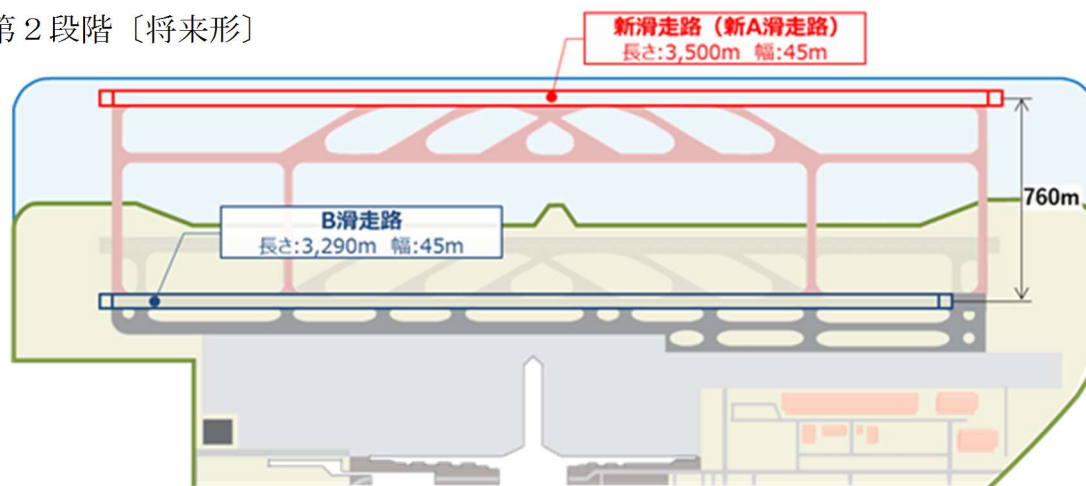 第２段階〔将来形〕
新滑走路（新A滑走路）
長さ:3,500m 幅:45m
760m
B滑走路
長さ:3,290m 幅:45m